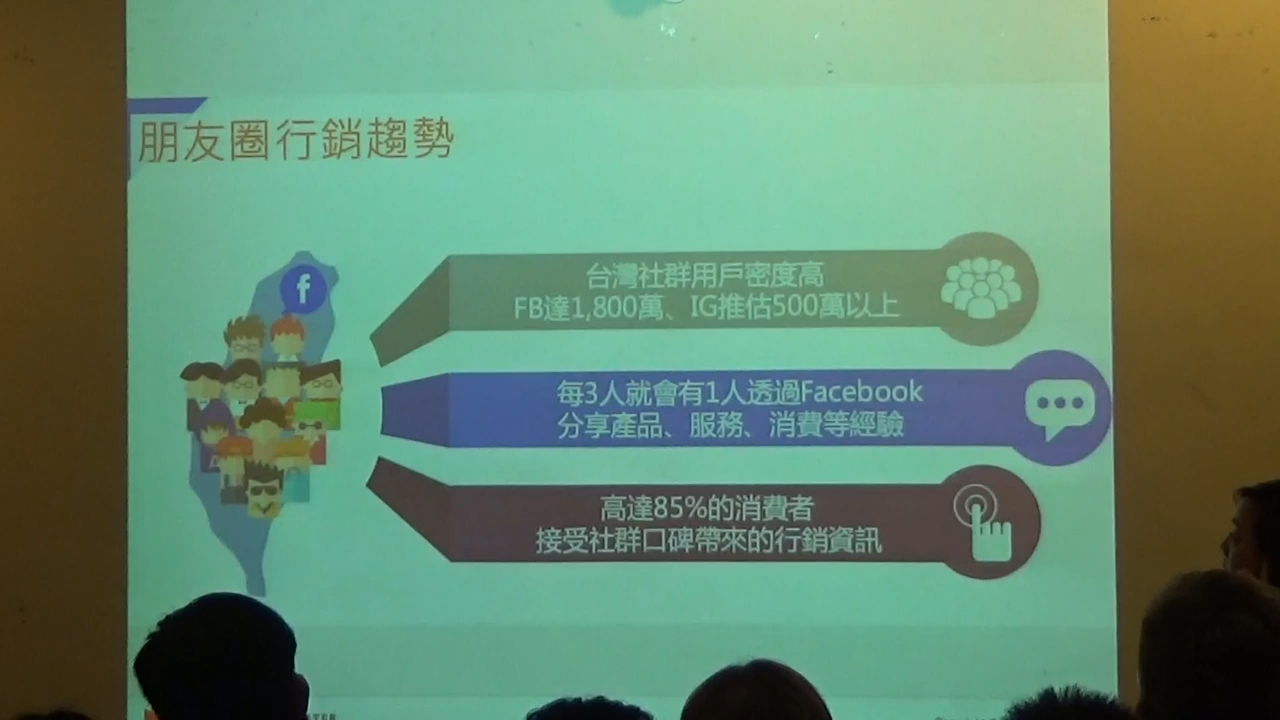 朋友圈行銷趨勢
f
台灣社群用戶密度高
FB達1,800萬、IG推估500萬以上
每3人就會有1人透過Facebook
分享產品、服務、消費等經驗
高達85%的消費者
接受社群口碑帶來的行銷資訊